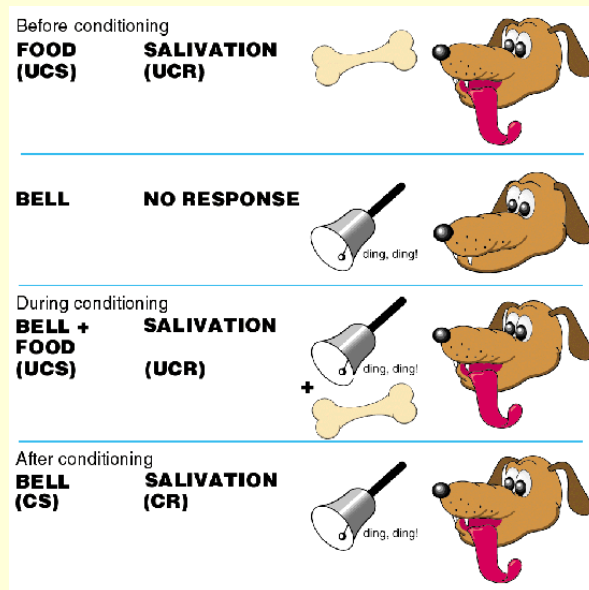 Before conditioning
FOOD SALIVATION
(UCS) (UCR)
BELL NO RESPONSE
ding, ding!
During conditioning
BELL + SALIVATION
FOOD
(UCS) (UCR)
ding, ding!
+
After conditioning
BELL SALIVATION
(CS) (CR)
ding, ding!